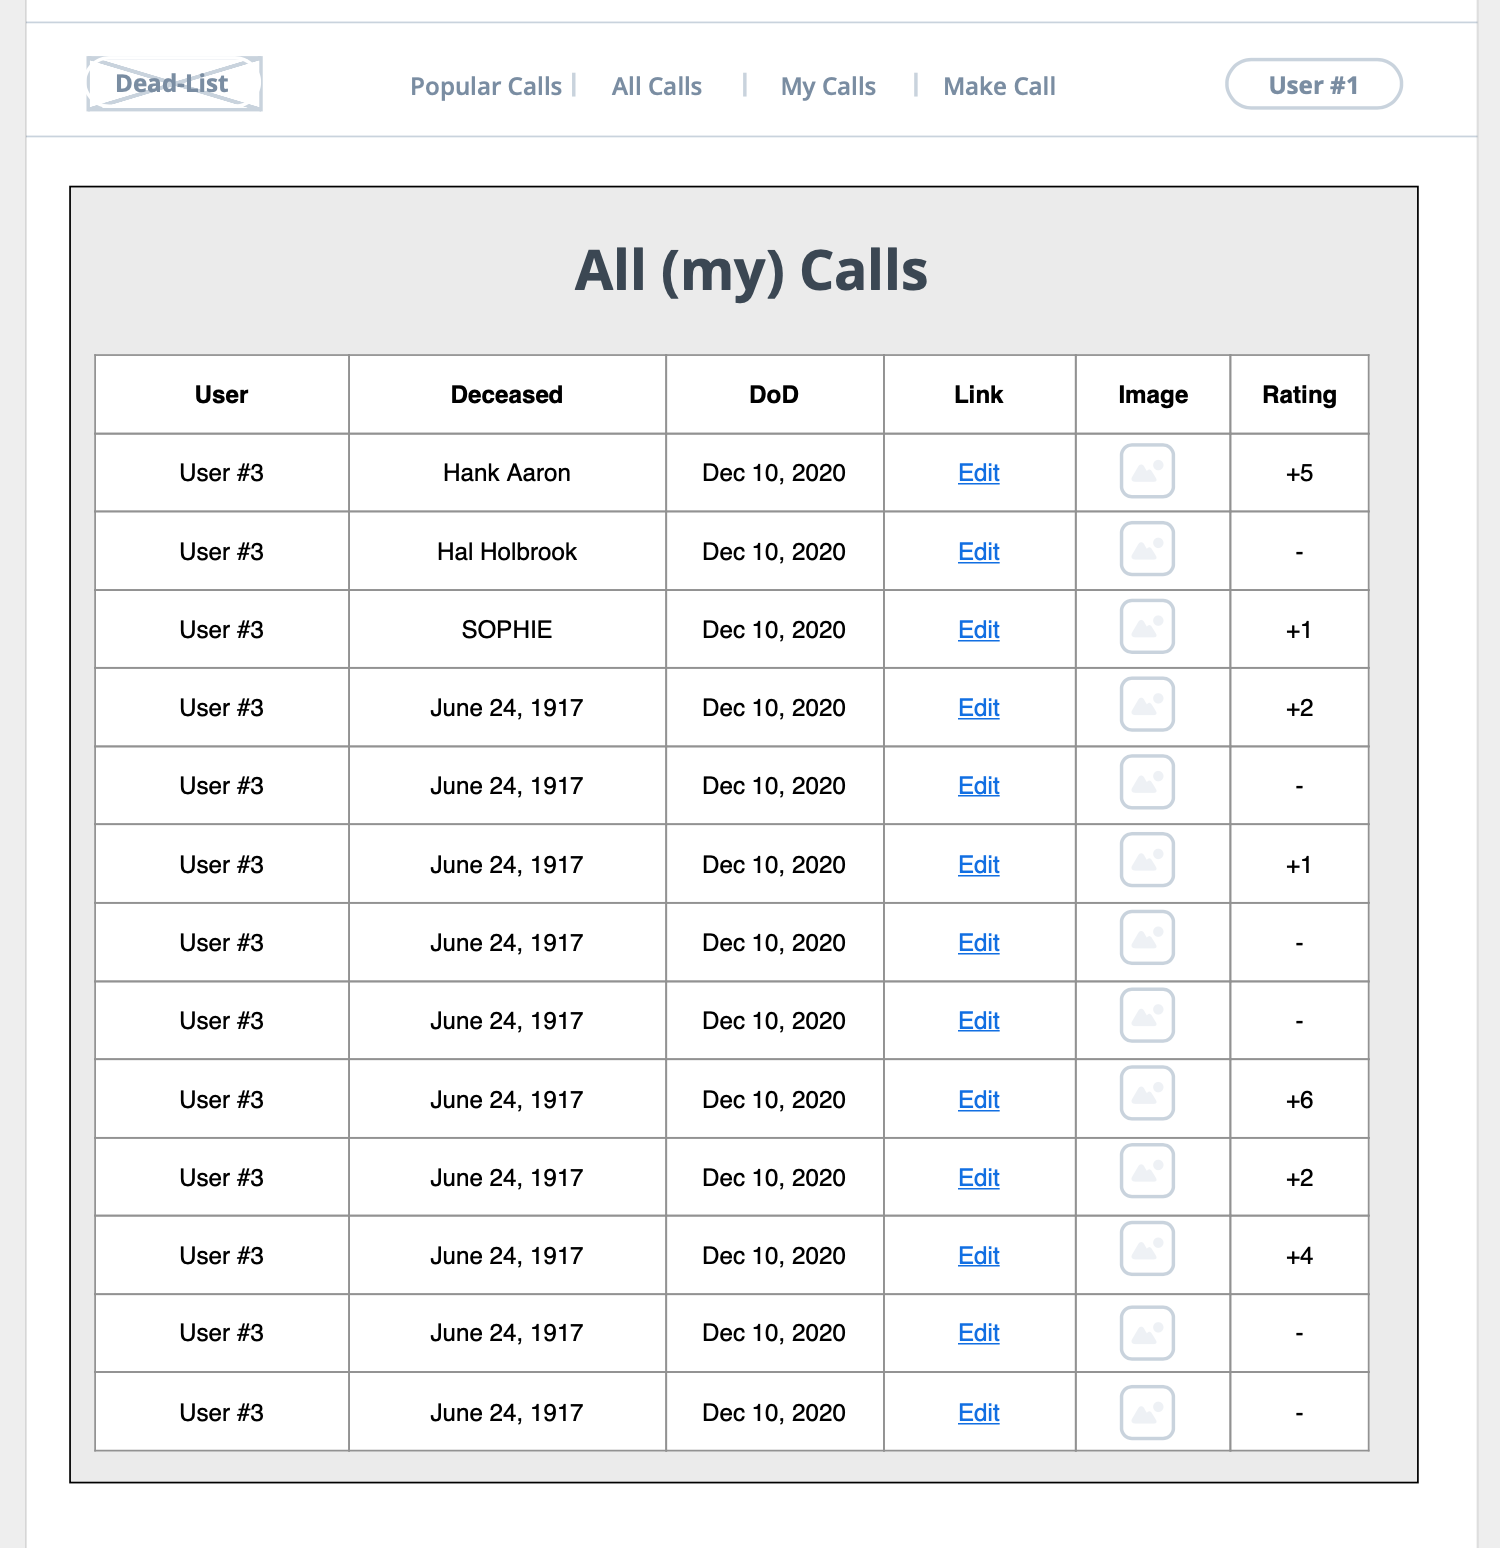 Dead-List
Popular Calls | All Calls | My Calls | Make Call
User #1
All (my) Calls
User Deceased DoD Link Image Rating
User #3 Hank Aaron Dec 10, 2020 Edit +5
User #3 Hal Holbrook Dec 10, 2020 Edit -
User #3 SOPHIE Dec 10, 2020 Edit +1
User #3 June 24, 1917 Dec 10, 2020 Edit +2
User #3 June 24, 1917 Dec 10, 2020 Edit -
User #3 June 24, 1917 Dec 10, 2020 Edit +1
User #3 June 24, 1917 Dec 10, 2020 Edit -
User #3 June 24, 1917 Dec 10, 2020 Edit -
User #3 June 24, 1917 Dec 10, 2020 Edit +6
User #3 June 24, 1917 Dec 10, 2020 Edit +2
User #3 June 24, 1917 Dec 10, 2020 Edit +4
User #3 June 24, 1917 Dec 10, 2020 Edit -
User #3 June 24, 1917 Dec 10, 2020 Edit -